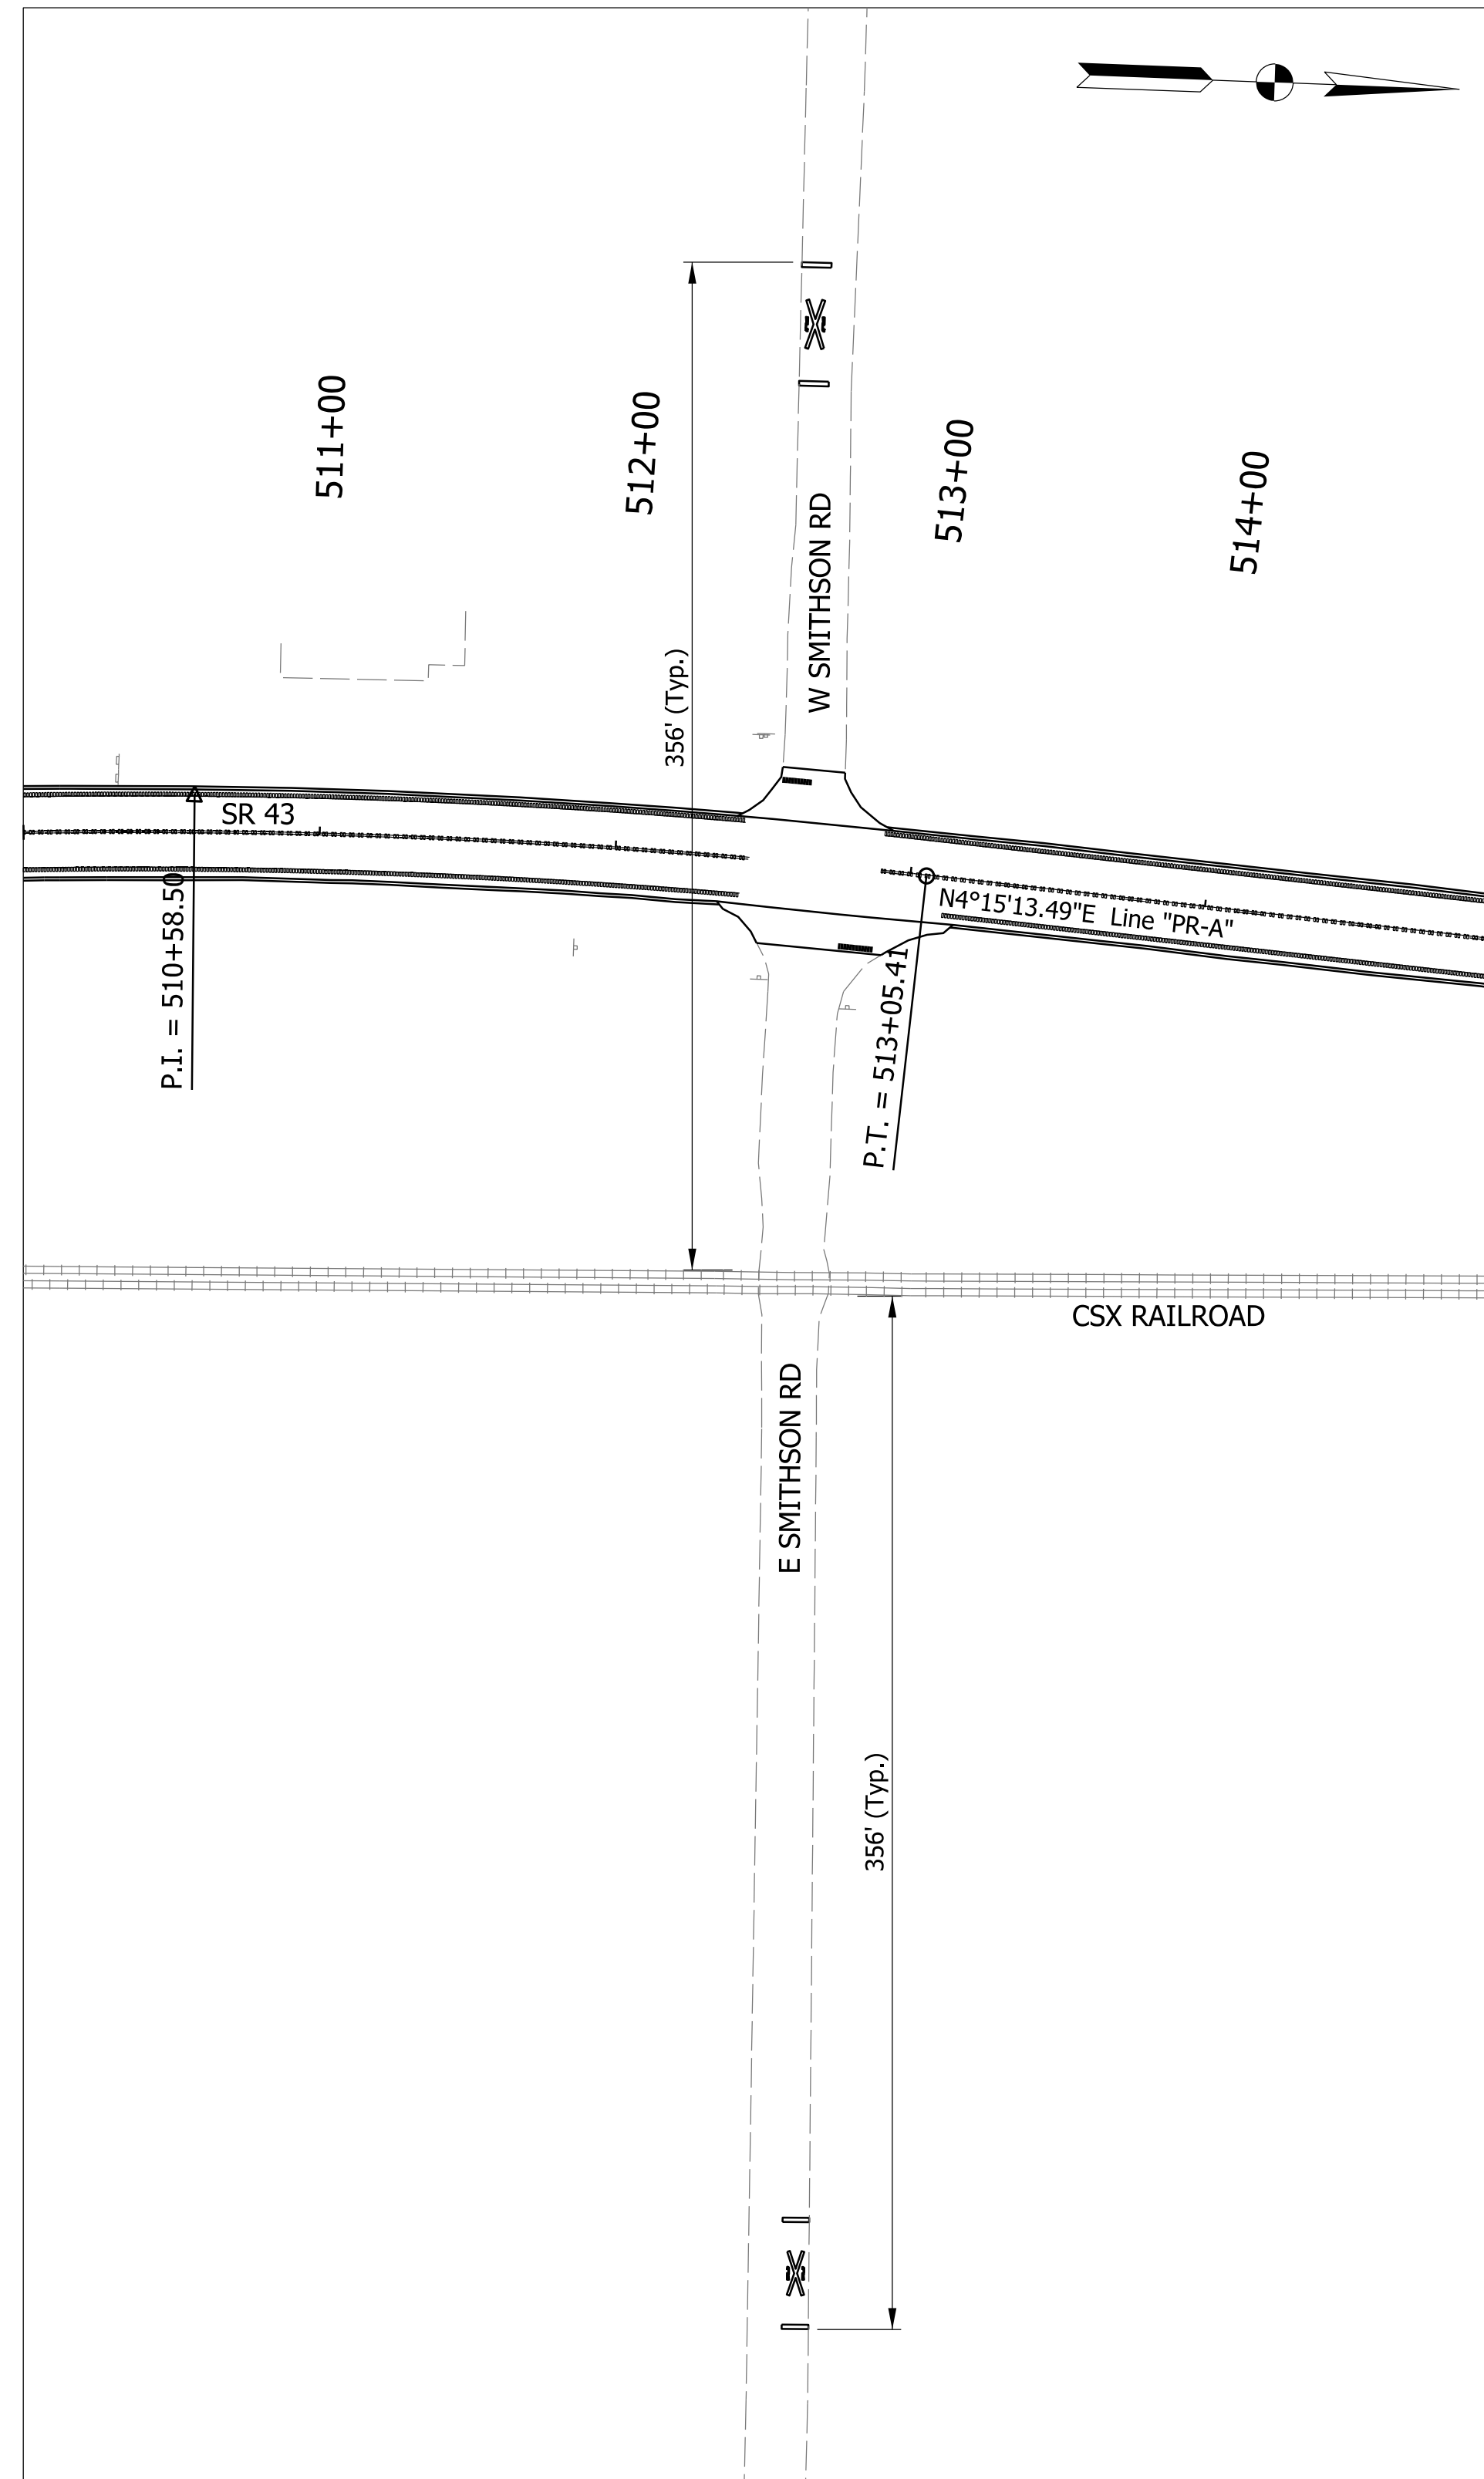 511+00
512+00
513+00
514+00
W SMITHSON RD
356' (Typ.)
SR 43
P.I. = 510+58.50
N4°15'13.49"E Line "PR-A"
P.T. = 513+05.41
CSX RAILROAD
E SMITHSON RD
356' (Typ.)